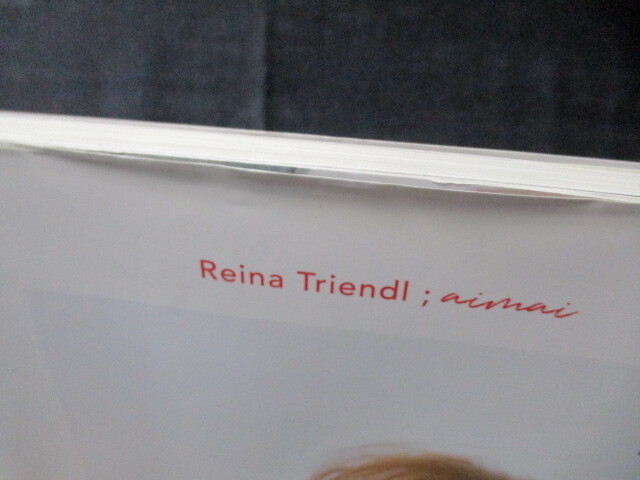 Reina Triendl ; aimai